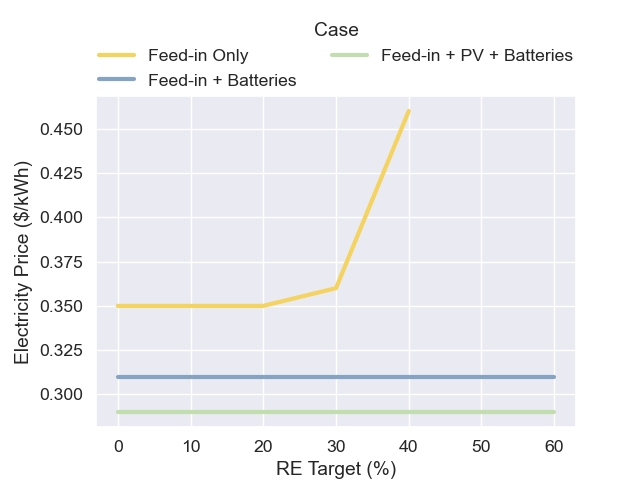 Case
Feed-in Only
Feed-in + PV + Batteries
Feed-in + Batteries
Electricity Price ($/kWh)
0.450
0.425
0.400
0.375
0.350
0.325
0.300
0 10 20 30 40 50 60
RE Target (%)